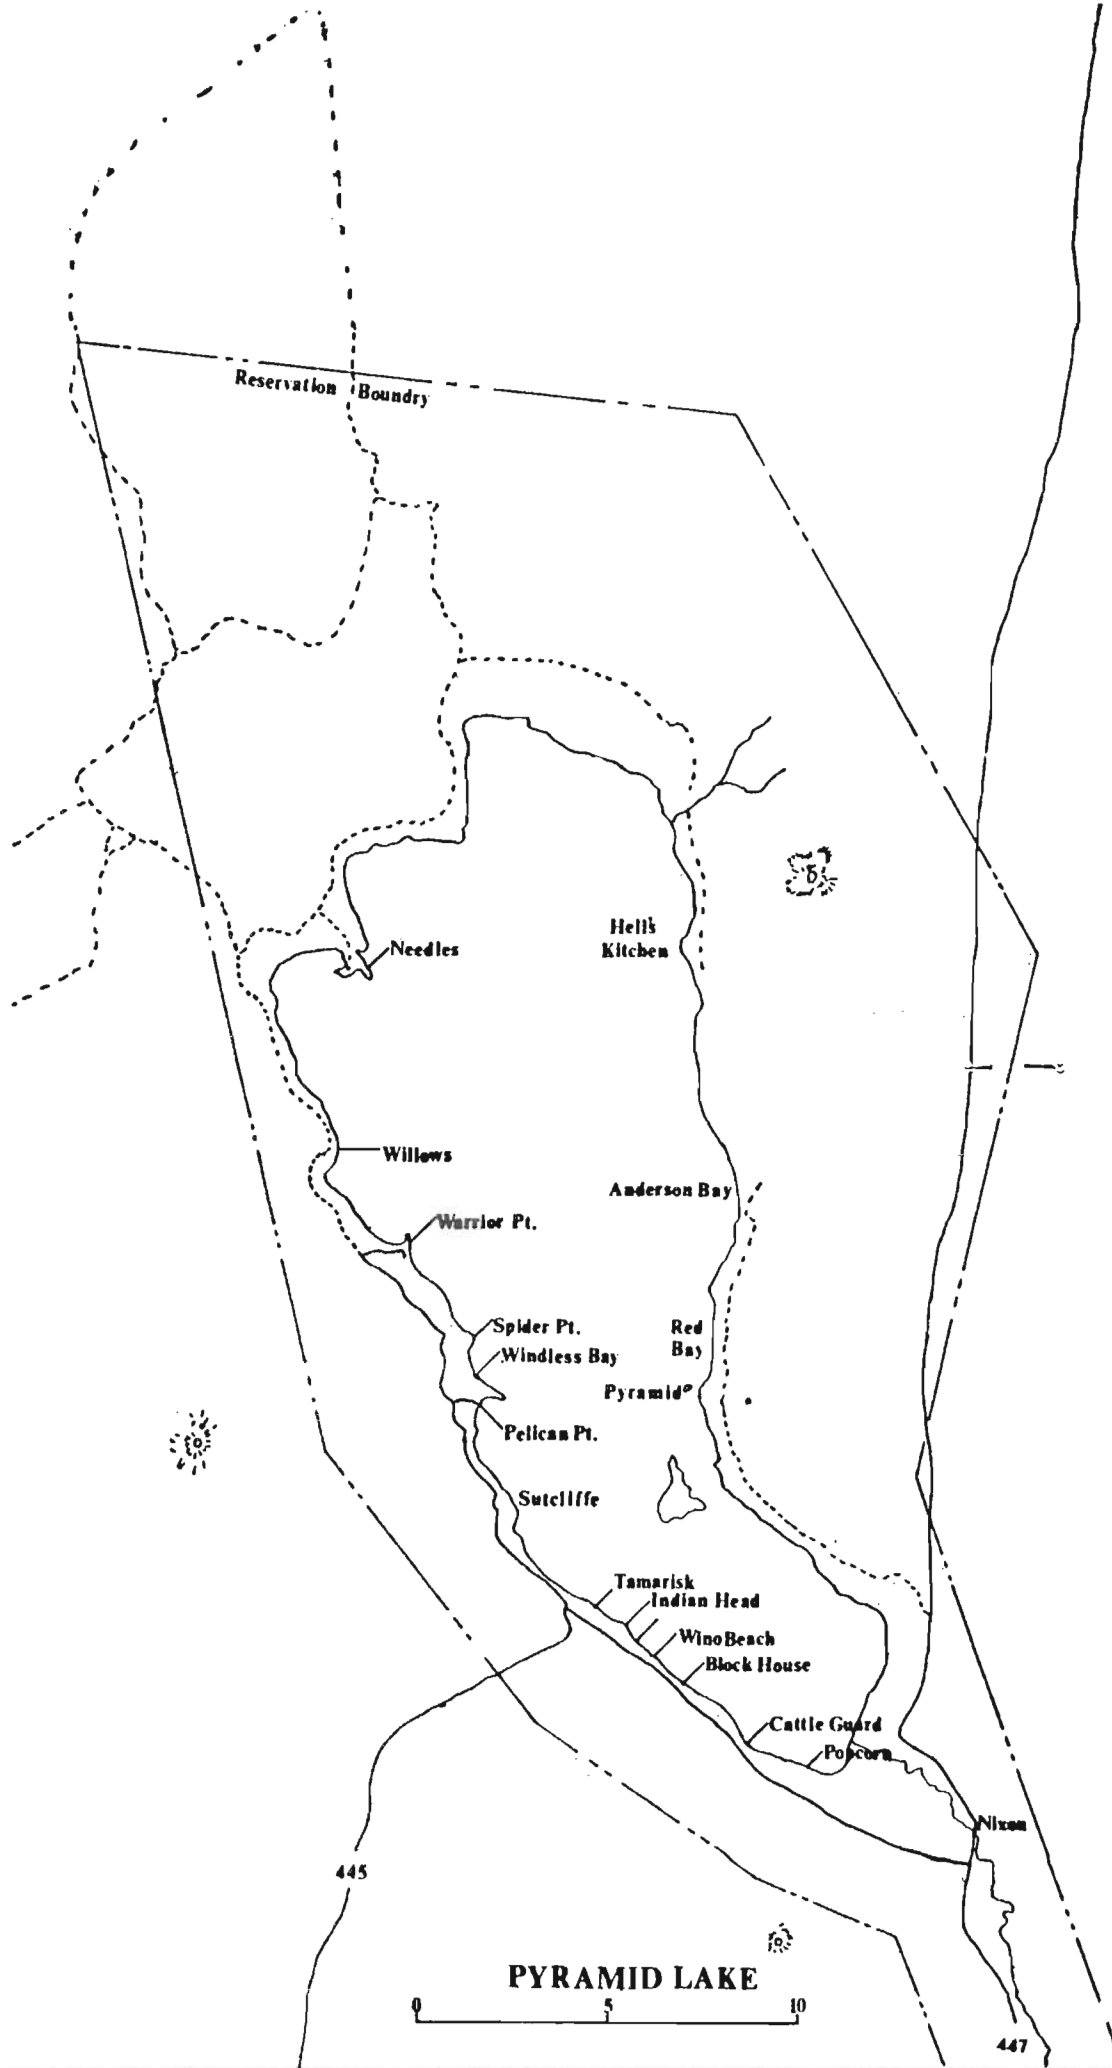 Reservation Boundry
Needles
Hell's
Kitchen
Willows
Anderson Bay
Warrior Pt.
Spider Pt.
Red
Bay
Windless Bay
Pyramid
Pelican Pt.
Sutcliffe
Tamarisk
Indian Head
Wino Beach
Block House
Cattle Guard
Popcorn
Nixon
445
PYRAMID LAKE
0 5 10
447